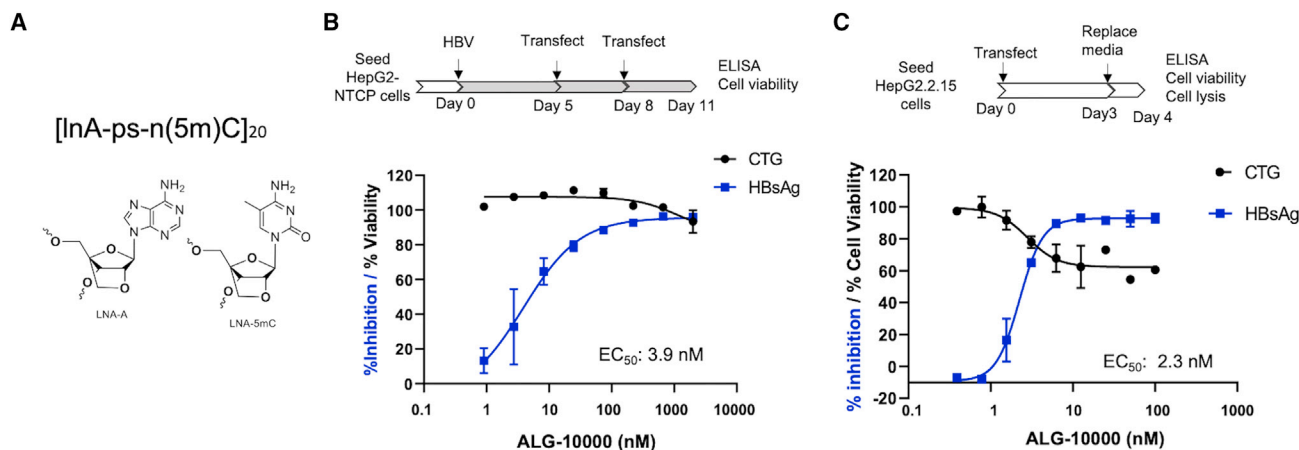 A
[lnA-ps-n(5m)C]20
NH2
N
N
N
N
O
O
O
O
LNA-A
NH2
N
N
O
O
O
O
O
LNA-5mC
B
HBV
Transfect
Transfect
Seed
HepG2-
NTCP cells
ELISA
Cell viability
Day 0
Day 5
Day 8
Day 11
CTG
HBsAg
%Inhibition / % Viability
120
100
80
60
40
20
0
EC50: 3.9 nM
0.1
1
10
100
1000
10000
ALG-10000 (nM)
C
Replace
media
Transfect
Seed
HepG2.2.15
cells
ELISA
Cell viability
Cell lysis
Day 0
Day3
Day 4
CTG
HBsAg
% inhibition / % Cell Viability
120
100
80
60
40
20
0
-20
EC50: 2.3 nM
0.1
1
10
100
1000
ALG-10000 (nM)